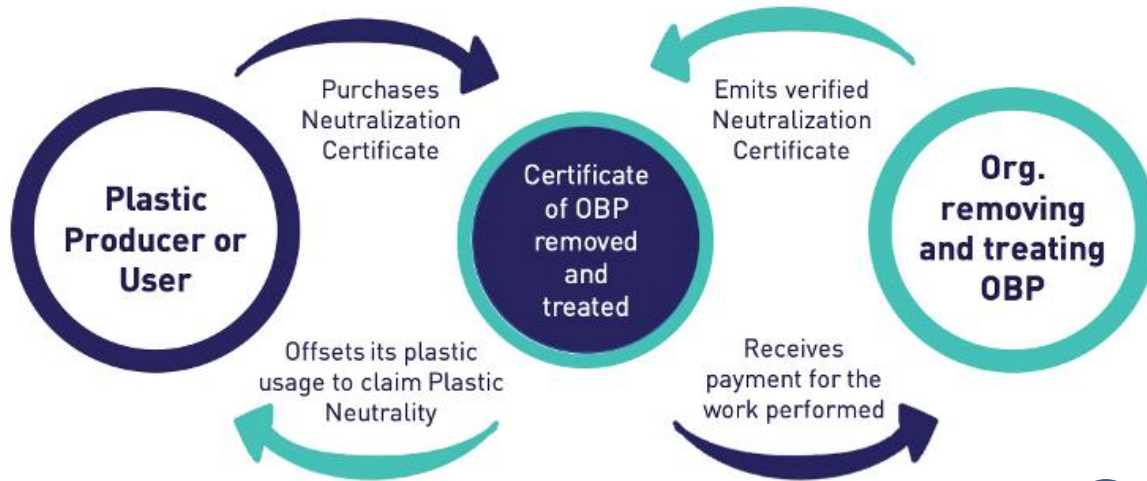 Purchases
Neutralization
Certificate
Emits verified
Neutralization
Certificate
Plastic
Producer or
User
Certificate
of OBP
removed
and
treated
Org.
removing
and treating
OBP
Offsets its plastic
usage to claim Plastic
Neutrality
Receives
payment for the
work performed